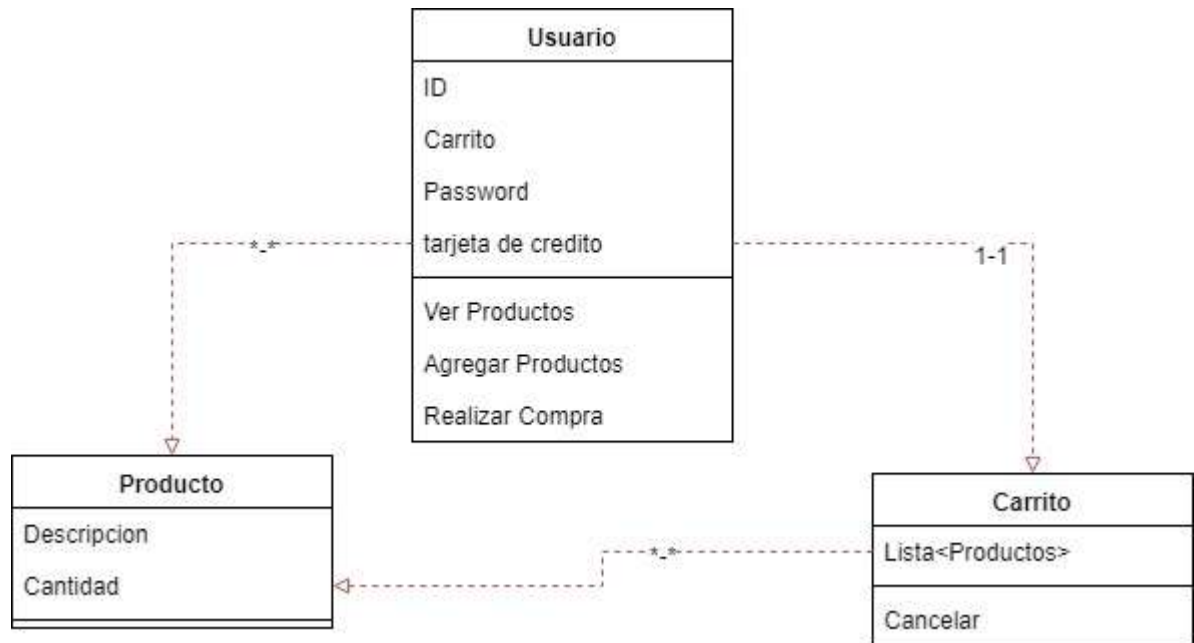 Usuario
ID
Carrito
Password
tarjeta de credito
*-*
1-1
Ver Productos
Agregar Productos
Realizar Compra
Producto
Descripcion
Cantidad
*-*
Carrito
Lista<Productos>
Cancelar